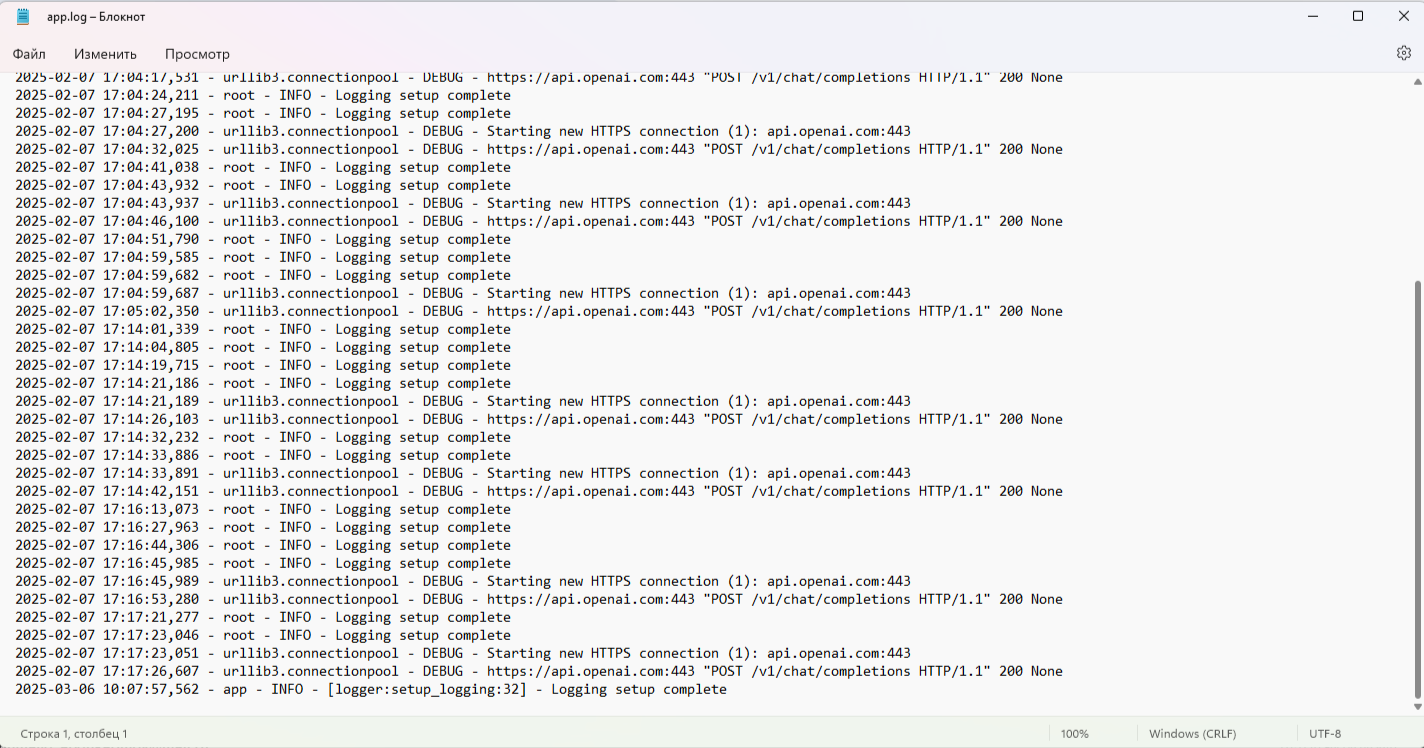 app.log – Блокнот
Файл Изменить Просмотр
2025-02-07 17:04:17,531 - urllib3.connectionpool - DEBUG - https://api.openai.com:443 "POST /v1/chat/completions HTTP/1.1" 200 None
2025-02-07 17:04:24,211 - root - INFO - Logging setup complete
2025-02-07 17:04:27,195 - root - INFO - Logging setup complete
2025-02-07 17:04:27,200 - urllib3.connectionpool - DEBUG - Starting new HTTPS connection (1): api.openai.com:443
2025-02-07 17:04:32,025 - urllib3.connectionpool - DEBUG - https://api.openai.com:443 "POST /v1/chat/completions HTTP/1.1" 200 None
2025-02-07 17:04:41,038 - root - INFO - Logging setup complete
2025-02-07 17:04:43,932 - root - INFO - Logging setup complete
2025-02-07 17:04:43,937 - urllib3.connectionpool - DEBUG - Starting new HTTPS connection (1): api.openai.com:443
2025-02-07 17:04:46,100 - urllib3.connectionpool - DEBUG - https://api.openai.com:443 "POST /v1/chat/completions HTTP/1.1" 200 None
2025-02-07 17:04:51,790 - root - INFO - Logging setup complete
2025-02-07 17:04:59,585 - root - INFO - Logging setup complete
2025-02-07 17:04:59,682 - root - INFO - Logging setup complete
2025-02-07 17:04:59,687 - urllib3.connectionpool - DEBUG - Starting new HTTPS connection (1): api.openai.com:443
2025-02-07 17:05:02,350 - urllib3.connectionpool - DEBUG - https://api.openai.com:443 "POST /v1/chat/completions HTTP/1.1" 200 None
2025-02-07 17:14:01,339 - root - INFO - Logging setup complete
2025-02-07 17:14:04,805 - root - INFO - Logging setup complete
2025-02-07 17:14:19,715 - root - INFO - Logging setup complete
2025-02-07 17:14:21,186 - root - INFO - Logging setup complete
2025-02-07 17:14:21,189 - urllib3.connectionpool - DEBUG - Starting new HTTPS connection (1): api.openai.com:443
2025-02-07 17:14:26,103 - urllib3.connectionpool - DEBUG - https://api.openai.com:443 "POST /v1/chat/completions HTTP/1.1" 200 None
2025-02-07 17:14:32,232 - root - INFO - Logging setup complete
2025-02-07 17:14:33,886 - root - INFO - Logging setup complete
2025-02-07 17:14:33,891 - urllib3.connectionpool - DEBUG - Starting new HTTPS connection (1): api.openai.com:443
2025-02-07 17:14:42,151 - urllib3.connectionpool - DEBUG - https://api.openai.com:443 "POST /v1/chat/completions HTTP/1.1" 200 None
2025-02-07 17:16:13,073 - root - INFO - Logging setup complete
2025-02-07 17:16:27,963 - root - INFO - Logging setup complete
2025-02-07 17:16:44,306 - root - INFO - Logging setup complete
2025-02-07 17:16:45,985 - root - INFO - Logging setup complete
2025-02-07 17:16:45,989 - urllib3.connectionpool - DEBUG - Starting new HTTPS connection (1): api.openai.com:443
2025-02-07 17:16:53,280 - urllib3.connectionpool - DEBUG - https://api.openai.com:443 "POST /v1/chat/completions HTTP/1.1" 200 None
2025-02-07 17:17:21,277 - root - INFO - Logging setup complete
2025-02-07 17:17:23,046 - root - INFO - Logging setup complete
2025-02-07 17:17:23,051 - urllib3.connectionpool - DEBUG - Starting new HTTPS connection (1): api.openai.com:443
2025-02-07 17:17:26,607 - urllib3.connectionpool - DEBUG - https://api.openai.com:443 "POST /v1/chat/completions HTTP/1.1" 200 None
2025-03-06 10:07:57,562 - app - INFO - [logger:setup_logging:32] - Logging setup complete
Строка 1, столбец 1 100% Windows (CRLF) UTF-8